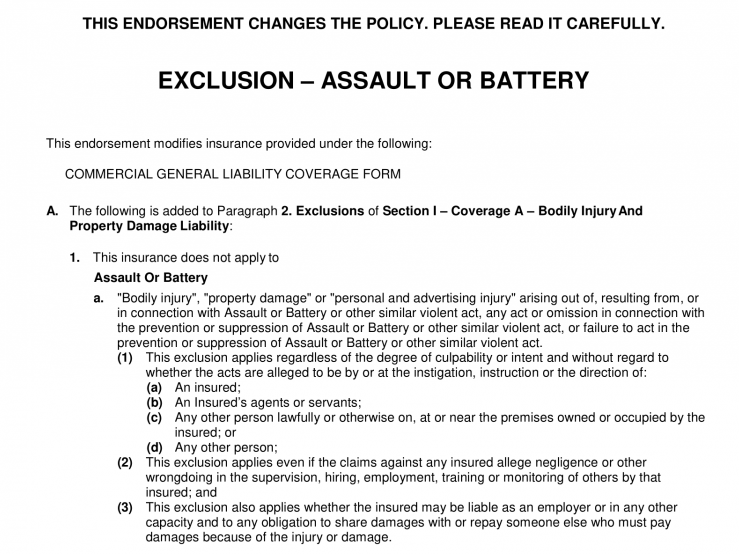 THIS ENDORSEMENT CHANGES THE POLICY. PLEASE READ IT CAREFULLY.
EXCLUSION – ASSAULT OR BATTERY
This endorsement modifies insurance provided under the following:
COMMERCIAL GENERAL LIABILITY COVERAGE FORM
A. The following is added to Paragraph 2. Exclusions of Section I – Coverage A – Bodily Injury And
Property Damage Liability:
1. This insurance does not apply to
Assault Or Battery
a. "Bodily injury", "property damage" or "personal and advertising injury" arising out of, resulting from, or
in connection with Assault or Battery or other similar violent act, any act or omission in connection with
the prevention or suppression of Assault or Battery or other similar violent act, or failure to act in the
prevention or suppression of Assault or Battery or other similar violent act.
(1) This exclusion applies regardless of the degree of culpability or intent and without regard to
whether the acts are alleged to be by or at the instigation, instruction or the direction of:
(a) An insured;
(b) An Insured's agents or servants;
(c) Any other person lawfully or otherwise on, at or near the premises owned or occupied by the
insured; or
(d) Any other person;
(2) This exclusion applies even if the claims against any insured allege negligence or other
wrongdoing in the supervision, hiring, employment, training or monitoring of others by that
insured; and
(3) This exclusion also applies whether the insured may be liable as an employer or in any other
capacity and to any obligation to share damages with or repay someone else who must pay
damages because of the injury or damage.